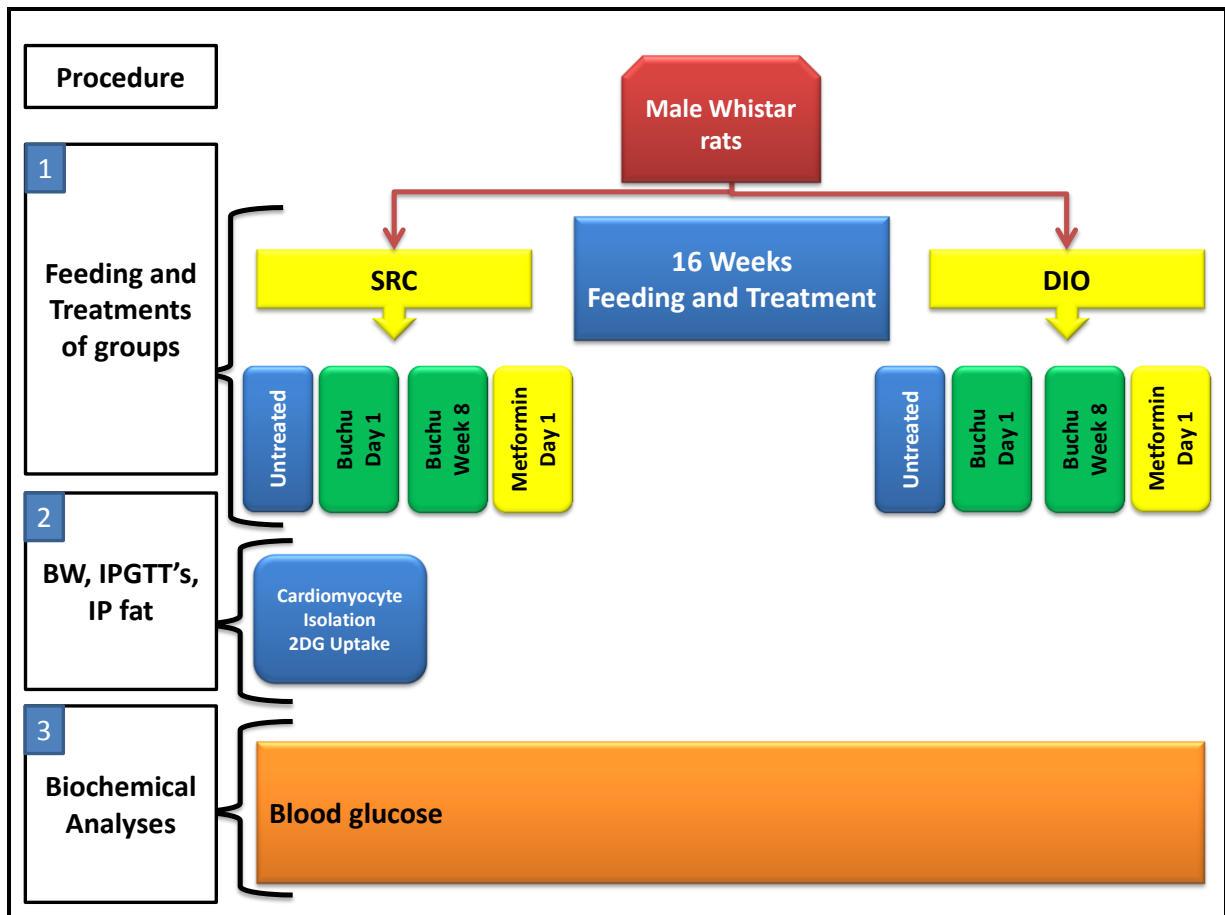 Procedure
Male Whistar
rats
1
Feeding and
Treatments
of groups
SRC
16 Weeks
Feeding and Treatment
DIO
Untreated
Buchu
Day 1
Buchu
Week 8
Metformin
Day 1
Untreated
Buchu
Day 1
Buchu
Week 8
Metformin
Day 1
2
BW, IPGTT’s,
IP fat
Cardiomyocyte
Isolation
2DG Uptake
3
Biochemical
Analyses
Blood glucose